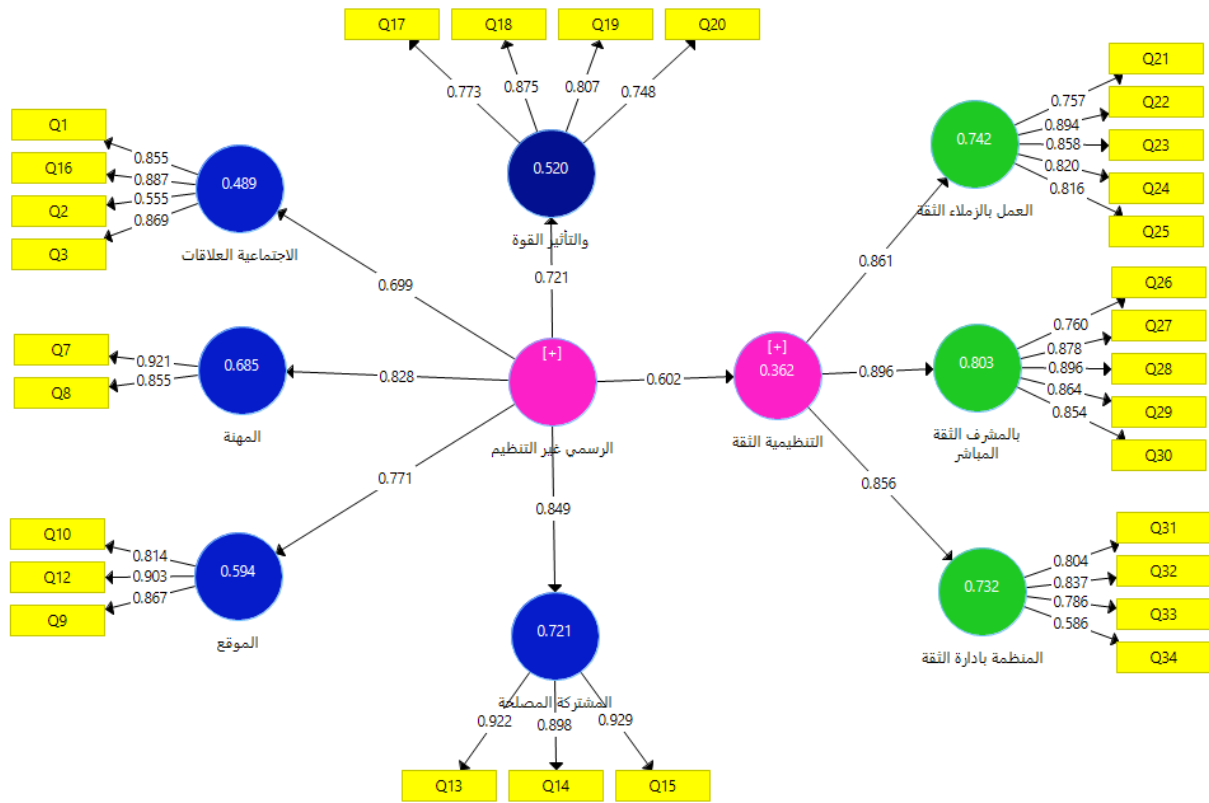 Q17
Q18
Q19
Q20
0.773
0.875
0.807
0.748
0.520
والتأثير القوة
0.721
Q1
Q16
Q2
Q3
0.855
0.887
0.555
0.869
0.489
الاجتماعية العلاقات
0.699
Q7
Q8
0.921
0.855
0.685
المهنة
0.828
[+]
الرسمي غير التنظيم
0.602
[+]
0.362
التنظيمية الثقة
Q10
Q12
Q9
0.814
0.903
0.867
0.594
الموقع
0.771
0.849
0.721
المشتركة المصلحة
0.922
0.898
0.929
Q13
Q14
Q15
0.861
0.742
العمل بالزملاء الثقة
0.757
0.894
0.858
0.820
0.816
Q21
Q22
Q23
Q24
Q25
0.896
0.803
بالمشرف الثقة
المباشر
0.760
0.878
0.896
0.864
0.854
Q26
Q27
Q28
Q29
Q30
0.856
0.732
المنظمة بادارة الثقة
0.804
0.837
0.786
0.586
Q31
Q32
Q33
Q34